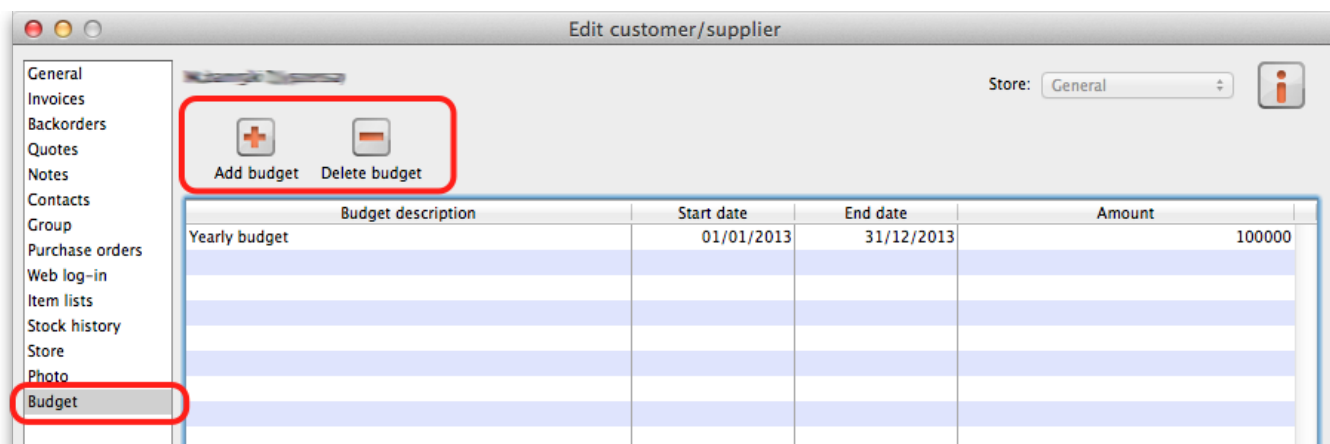 Edit customer/supplier
General
Invoices
Backorders
Quotes
Notes
Contacts
Group
Purchase orders
Web log-in
Item lists
Stock history
Store
Photo
Budget
Store: General
Add budget Delete budget
Budget description Start date End date Amount
Yearly budget 01/01/2013 31/12/2013 100000